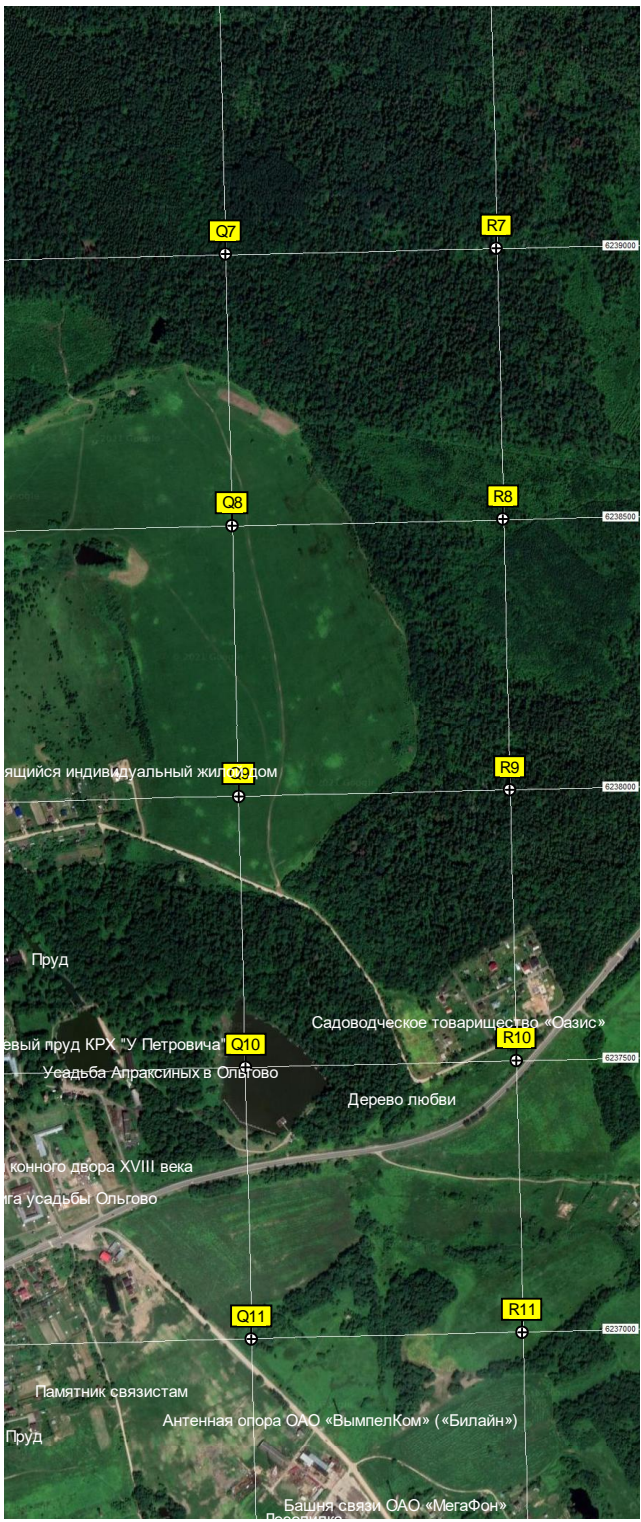 R7
Q7
6239000
R8
Q8
6238500
R9
ящийся индивидуальный жилой дом
Q9
6238000
Пруд
Садоводческое товарищество «Оазис»
R10
евый пруд КРХ "У Петровича"
Q10
6237500
Усадьба Апраксиных в Ольгово
Дерево любви
конного двора XVIII века
ига усадьбы Ольгово
R11
Q11
6237000
Памятник связистам
Антенная опора ОАО «ВымпелКом» («Билайн»)
Пруд
Башня связи ОАО «МегаФон»